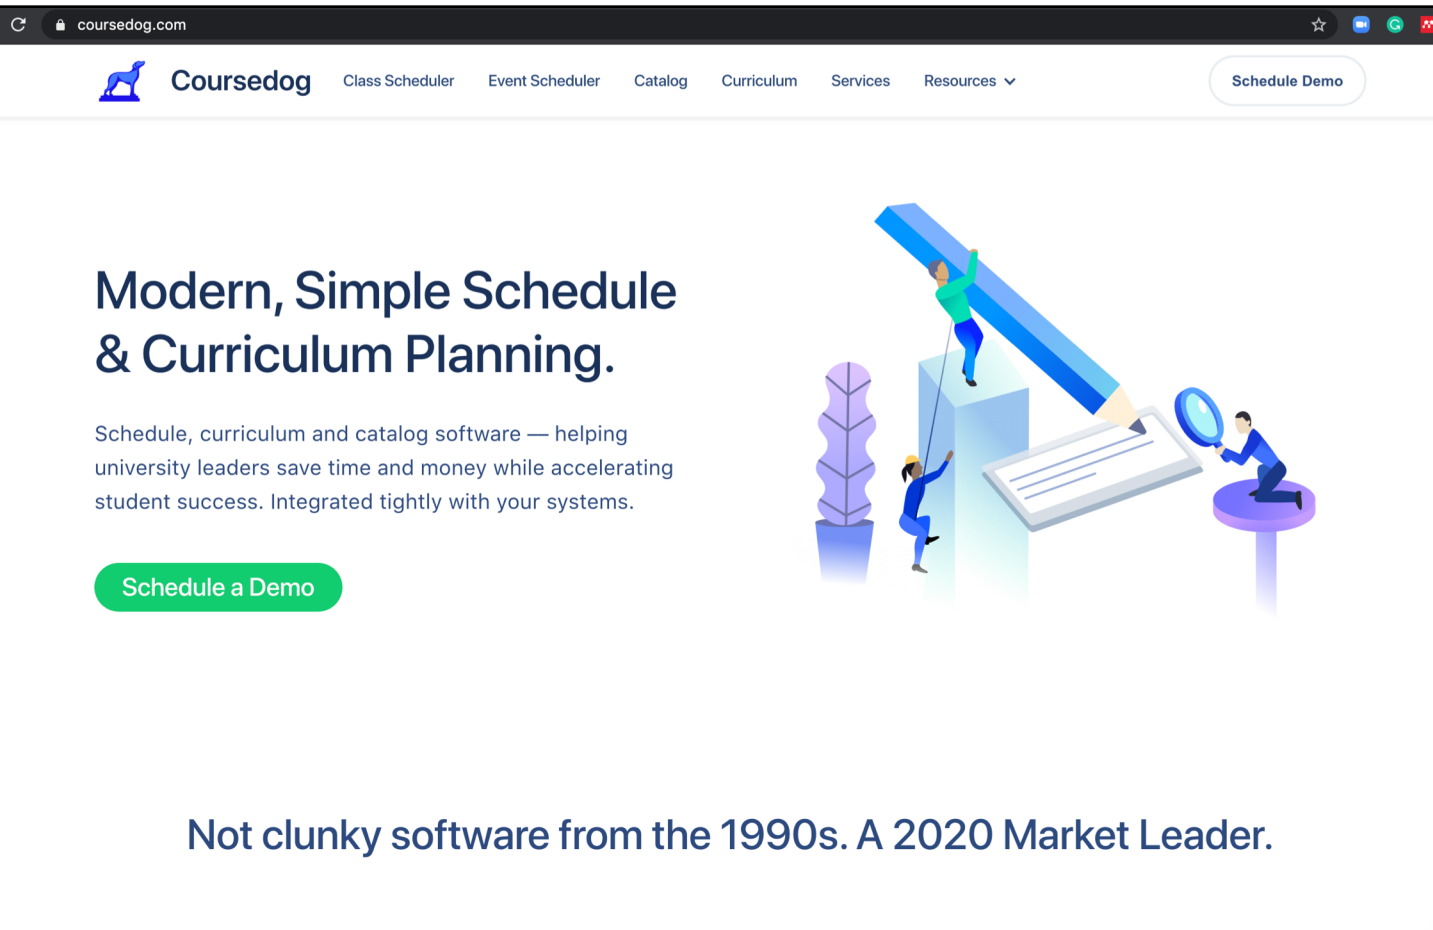 coursedog.com
Coursedog
Class Scheduler
Event Scheduler
Catalog
Curriculum
Services
Resources
Schedule Demo
Modern, Simple Schedule
& Curriculum Planning.
Schedule, curriculum and catalog software — helping
university leaders save time and money while accelerating
student success. Integrated tightly with your systems.
Schedule a Demo
Not clunky software from the 1990s. A 2020 Market Leader.